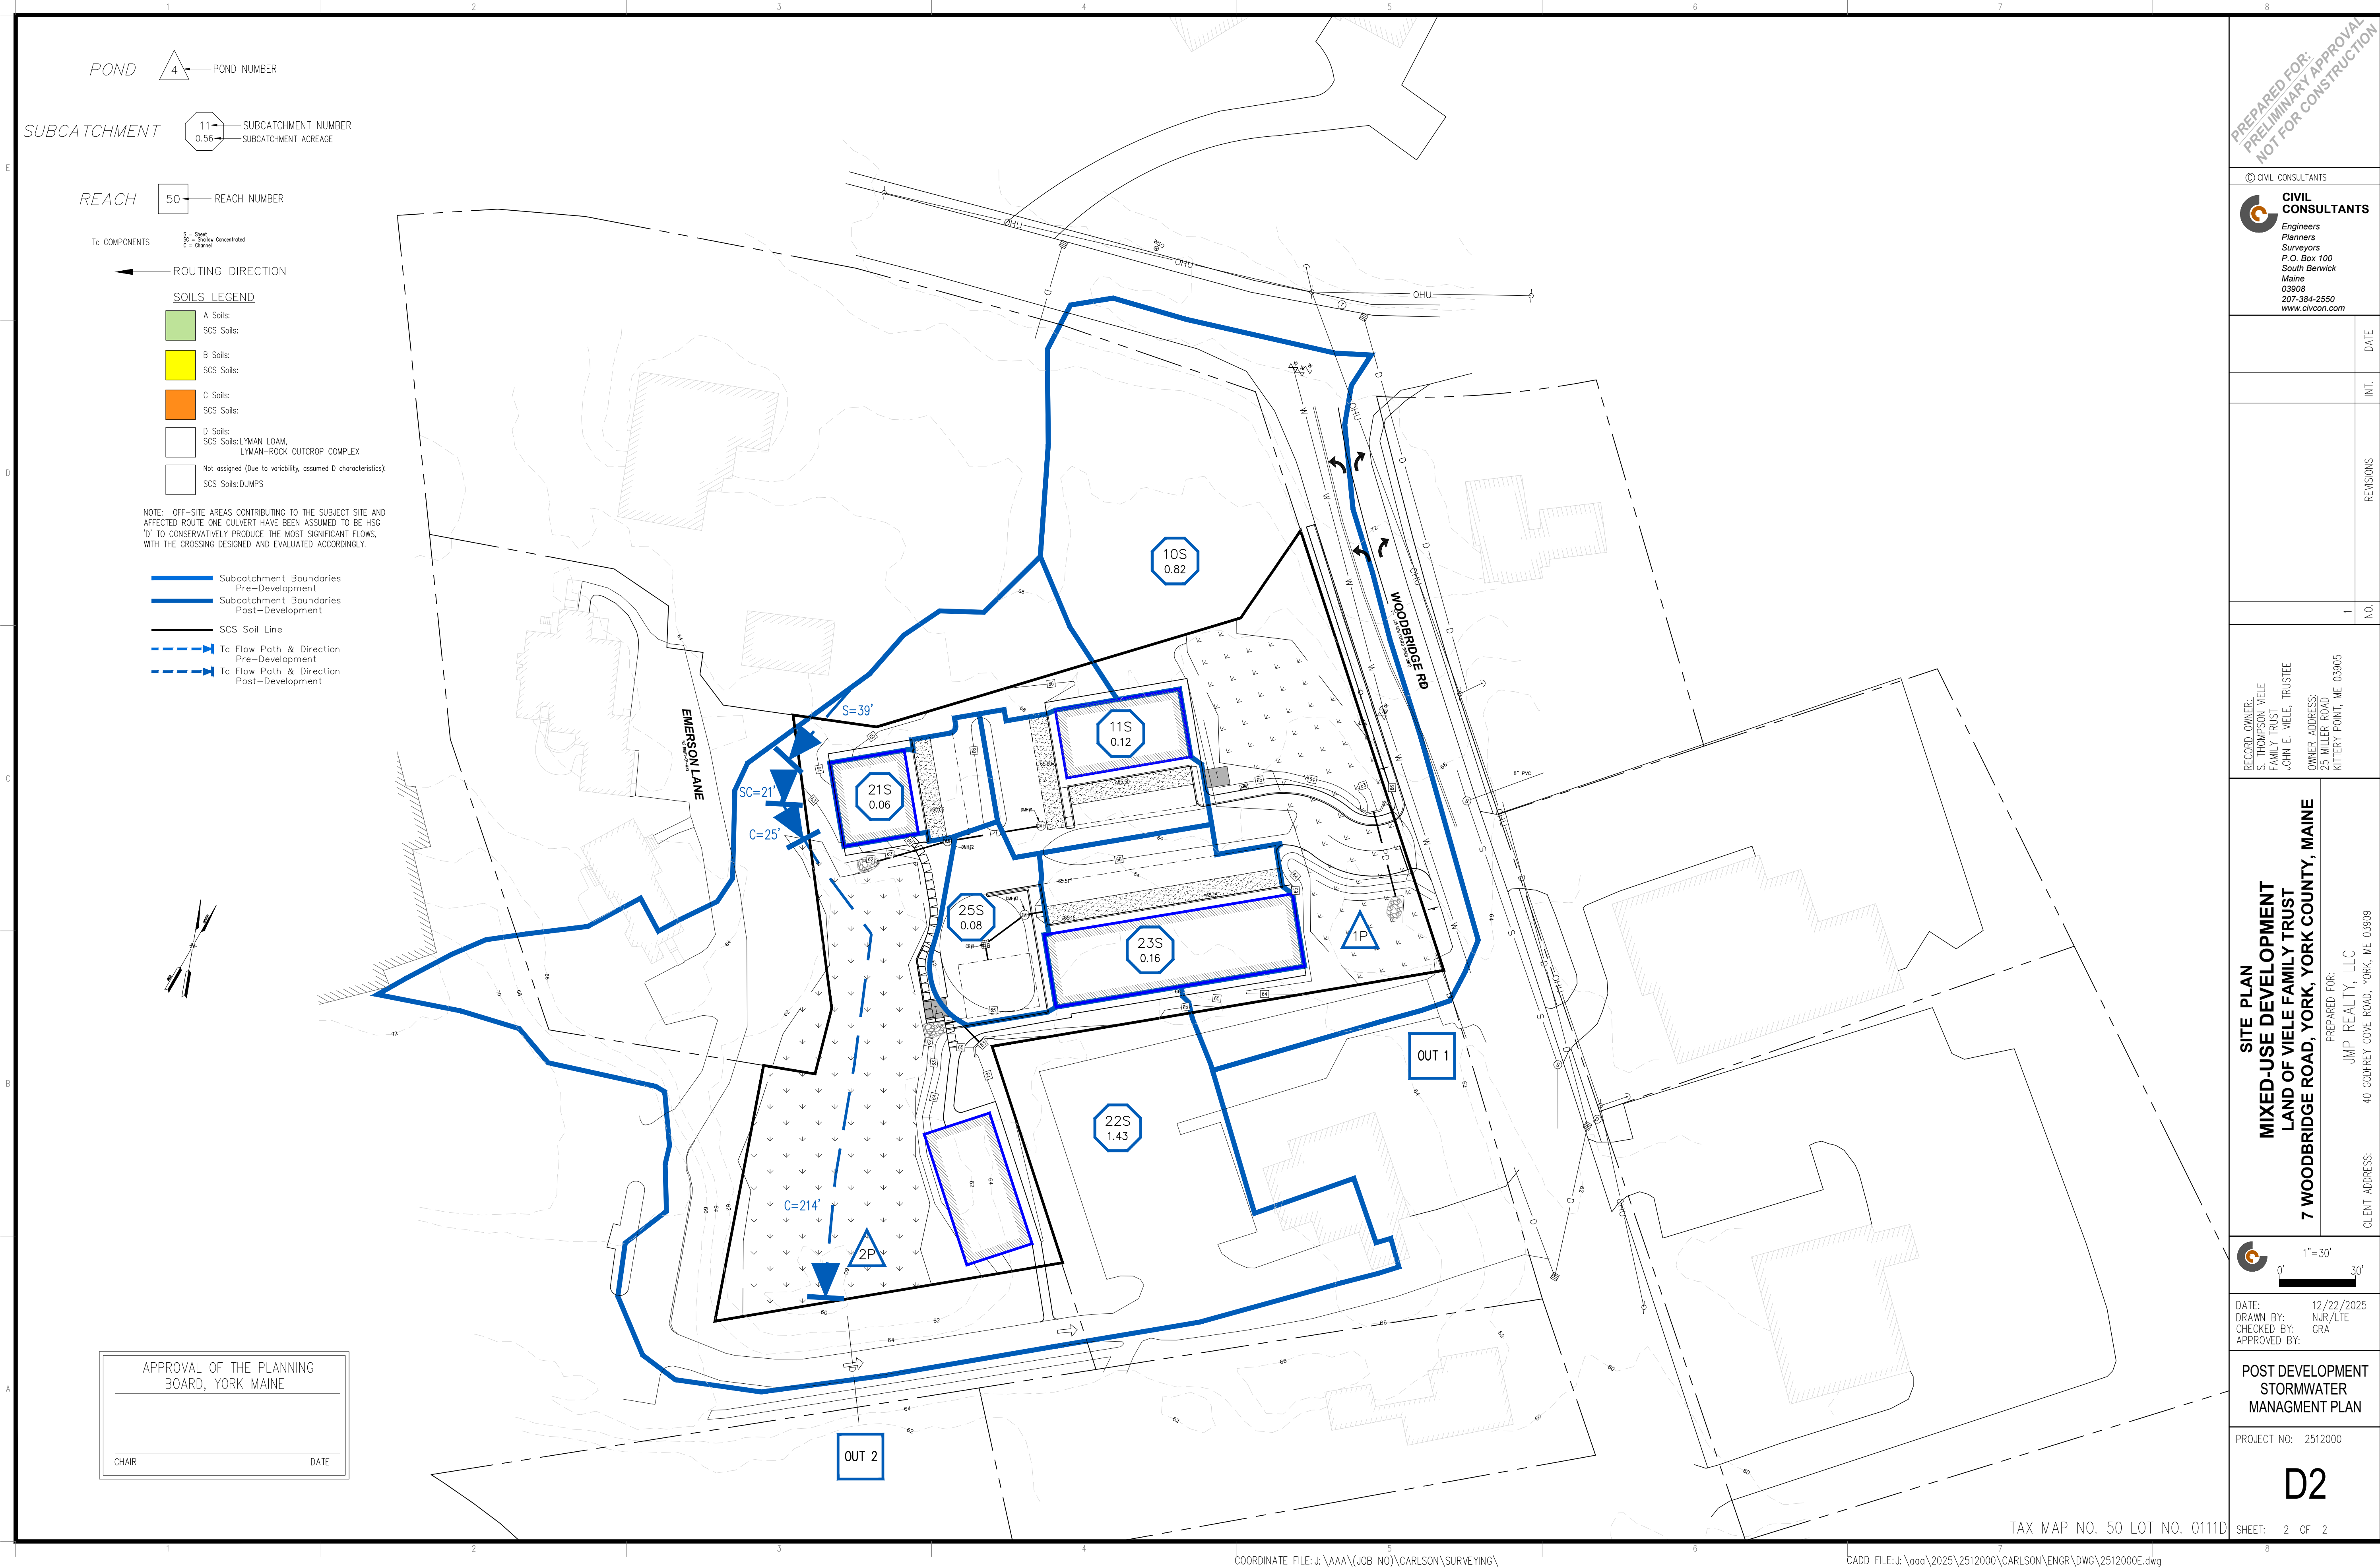 POND
4
POND NUMBER
SUBCATCHMENT
11
0.56
SUBCATCHMENT NUMBER
SUBCATCHMENT ACREAGE
REACH
50
REACH NUMBER
Tc COMPONENTS
S = Sheet
SC = Shallow Concentrated
C = Channel
ROUTING DIRECTION
SOILS LEGEND
A Soils:
SCS Soils:
B Soils:
SCS Soils:
C Soils:
SCS Soils:
D Soils:
SCS Soils: LYMAN LOAM,
LYMAN-ROCK OUTCROP COMPLEX
Not assigned (Due to variability, assumed D characteristics):
SCS Soils: DUMPS
NOTE: OFF-SITE AREAS CONTRIBUTING TO THE SUBJECT SITE AND
AFFECTED ROUTE ONE CULVERT HAVE BEEN ASSUMED TO BE HSG
'D' TO CONSERVATIVELY PRODUCE THE MOST SIGNIFICANT FLOWS,
WITH THE CROSSING DESIGNED AND EVALUATED ACCORDINGLY.
Subcatchment Boundaries
Pre-Development
Subcatchment Boundaries
Post-Development
SCS Soil Line
Tc Flow Path & Direction
Pre-Development
Tc Flow Path & Direction
Post-Development
10S
0.82
11S
0.12
21S
0.06
25S
0.08
23S
0.16
22S
1.43
1P
2P
OUT 1
OUT 2
S=39'
SC=21'
C=25'
C=214'
EMERSON LANE
WOODBRIDGE RD
8" PVC
OHU
OHU
OHU
APPROVAL OF THE PLANNING
BOARD, YORK MAINE
CHAIR
DATE
PREPARED FOR:
PRELIMINARY APPROVAL
NOT FOR CONSTRUCTION
© CIVIL CONSULTANTS
CIVIL
CONSULTANTS
Engineers
Planners
Surveyors
P.O. Box 100
South Berwick
Maine
03908
207-384-2550
www.civcon.com
DATE
INT.
REVISIONS
1
NO.
RECORD OWNER:
S. THOMPSON VIELE
FAMILY TRUST
JOHN E. VIELE, TRUSTEE
OWNER ADDRESS:
25 MILLER ROAD
KITTERY POINT, ME 03905
SITE PLAN
MIXED-USE DEVELOPMENT
LAND OF VIELE FAMILY TRUST
7 WOODBRIDGE ROAD, YORK, YORK COUNTY, MAINE
PREPARED FOR:
JMP REALTY, LLC
CLIENT ADDRESS: 40 GODFREY COVE ROAD, YORK, ME 03909
1"=30'
0'
30'
DATE: 12/22/2025
DRAWN BY: NJR/LTE
CHECKED BY: GRA
APPROVED BY:
POST DEVELOPMENT
STORMWATER
MANAGMENT PLAN
PROJECT NO: 2512000
D2
SHEET: 2 OF 2
TAX MAP NO. 50 LOT NO. 0111D
COORDINATE FILE: J:\AAA\(JOB NO)\CARLSON\SURVEYING\
CADD FILE: J:\aaa\2025\2512000\CARLSON\ENGR\DWG\2512000E.dwg